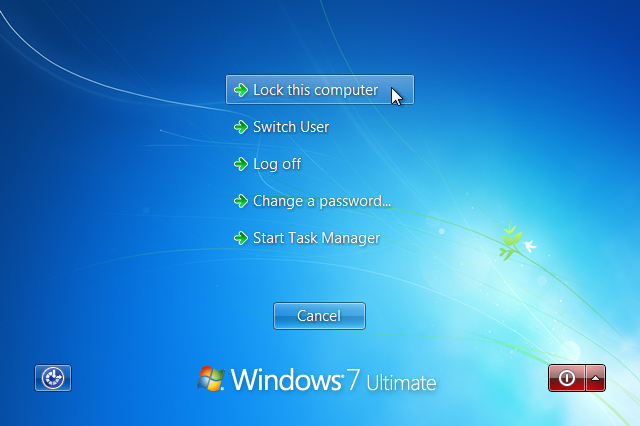 Lock this computer
Switch User
Log off
Change a password...
Start Task Manager
Cancel
Windows 7 Ultimate